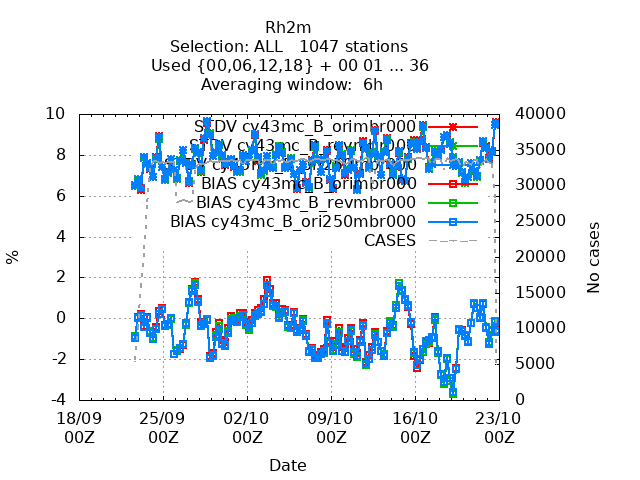 Rh2m
Selection: ALL   1047 stations
Used {00,06,12,18} + 00 01 ... 36
Averaging window:  6h
10
8
6
4
2
0
-2
-4
%
40000
35000
30000
25000
20000
15000
10000
5000
0
No cases
STDV cy43mc_B_orimbr000
STDV cy43mc_B_revmbr000
BIAS cy43mc_B_orimbr000
BIAS cy43mc_B_revmbr000
BIAS cy43mc_B_ori250mbr000
CASES
18/09 25/09 02/10 09/10 16/10 23/10
00Z 00Z 00Z 00Z 00Z 00Z
Date